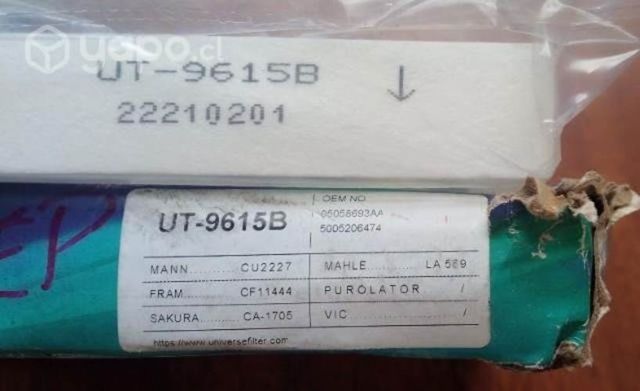 yapo.cl
UT-9615B ↓
22210201
OEM NO
UT-9615B
05058693AA
5005206474
MANN..........CU2227 MAHLE..........LA 569
FRAM..........CF11444 PUROLATOR /
SAKURA..........CA-1705 VIC............... /
https://www.universefilter.com